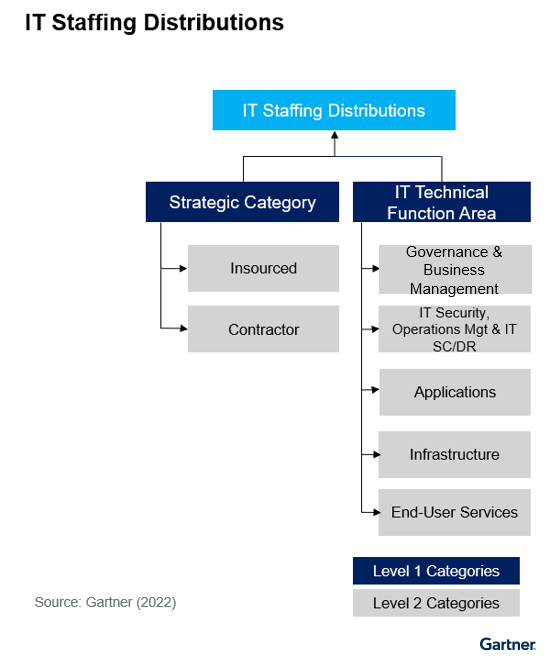 IT Staffing Distributions
IT Staffing Distributions
Strategic Category
IT Technical
Function Area
Insourced
Contractor
Governance &
Business
Management
IT Security,
Operations Mgt & IT
SC/DR
Applications
Infrastructure
End-User Services
Level 1 Categories
Level 2 Categories
Source: Gartner (2022)
Gartner